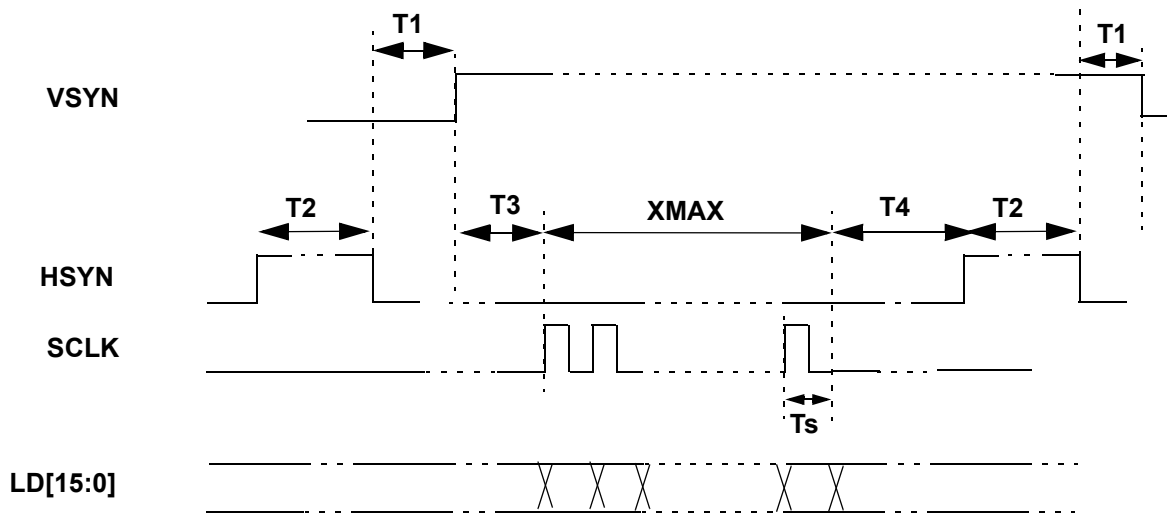 T1
T1
VSYN
T2
T3
XMAX
T4
T2
HSYN
SCLK
Ts
LD[15:0]